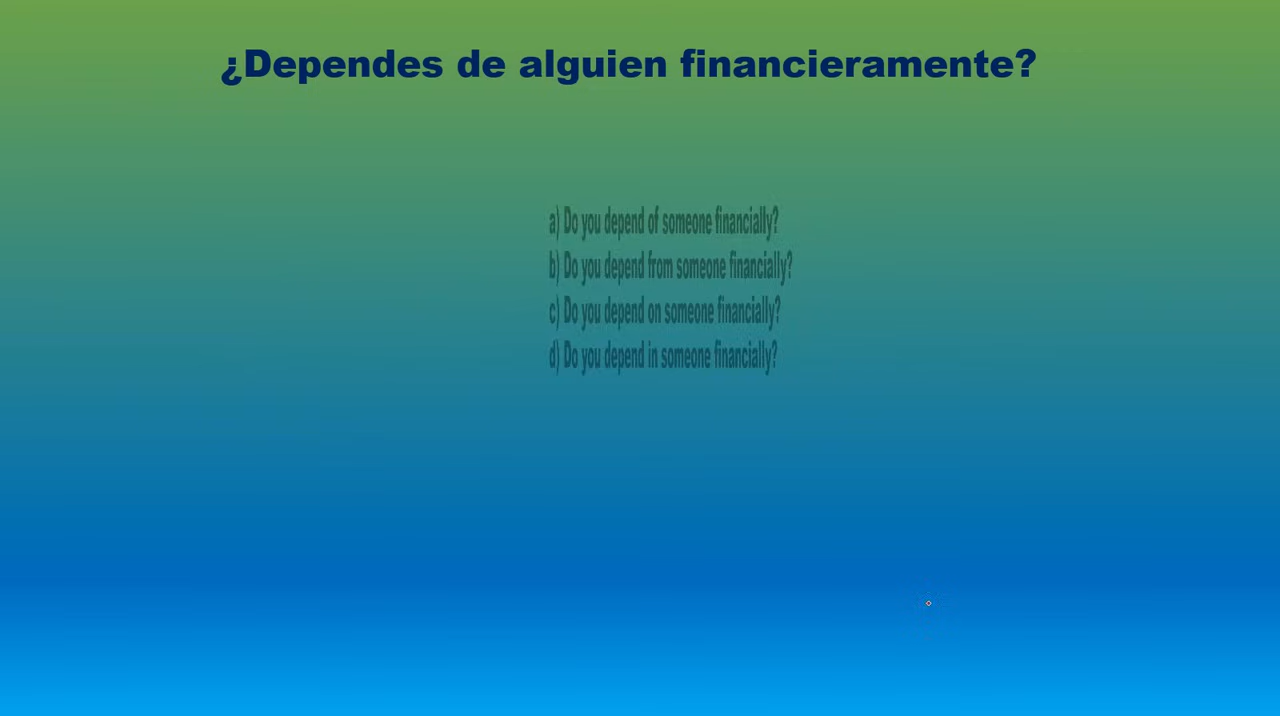 ¿Dependes de alguien financieramente?
a) Do you depend of someone financially?
b) Do you depend from someone financially?
c) Do you depend on someone financially?
d) Do you depend in someone financially?